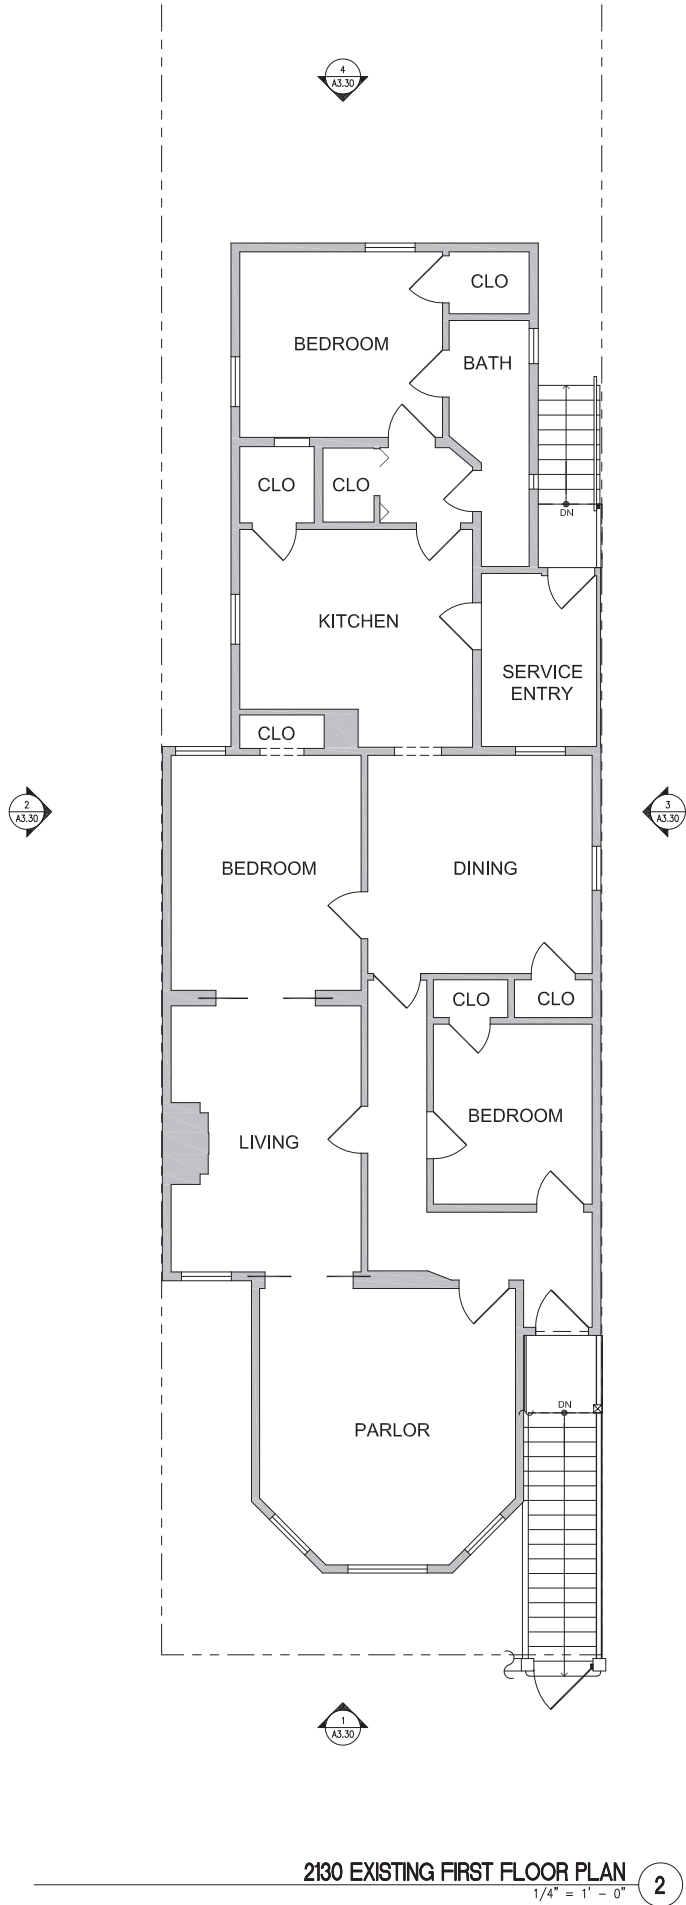 4
A3.30
CLO
BEDROOM
BATH
CLO
CLO
DN
KITCHEN
SERVICE
ENTRY
CLO
2
A3.30
3
A3.30
BEDROOM
DINING
CLO
CLO
BEDROOM
LIVING
DN
PARLOR
1
A3.30
2130 EXISTING FIRST FLOOR PLAN
2
1/4" = 1' - 0"